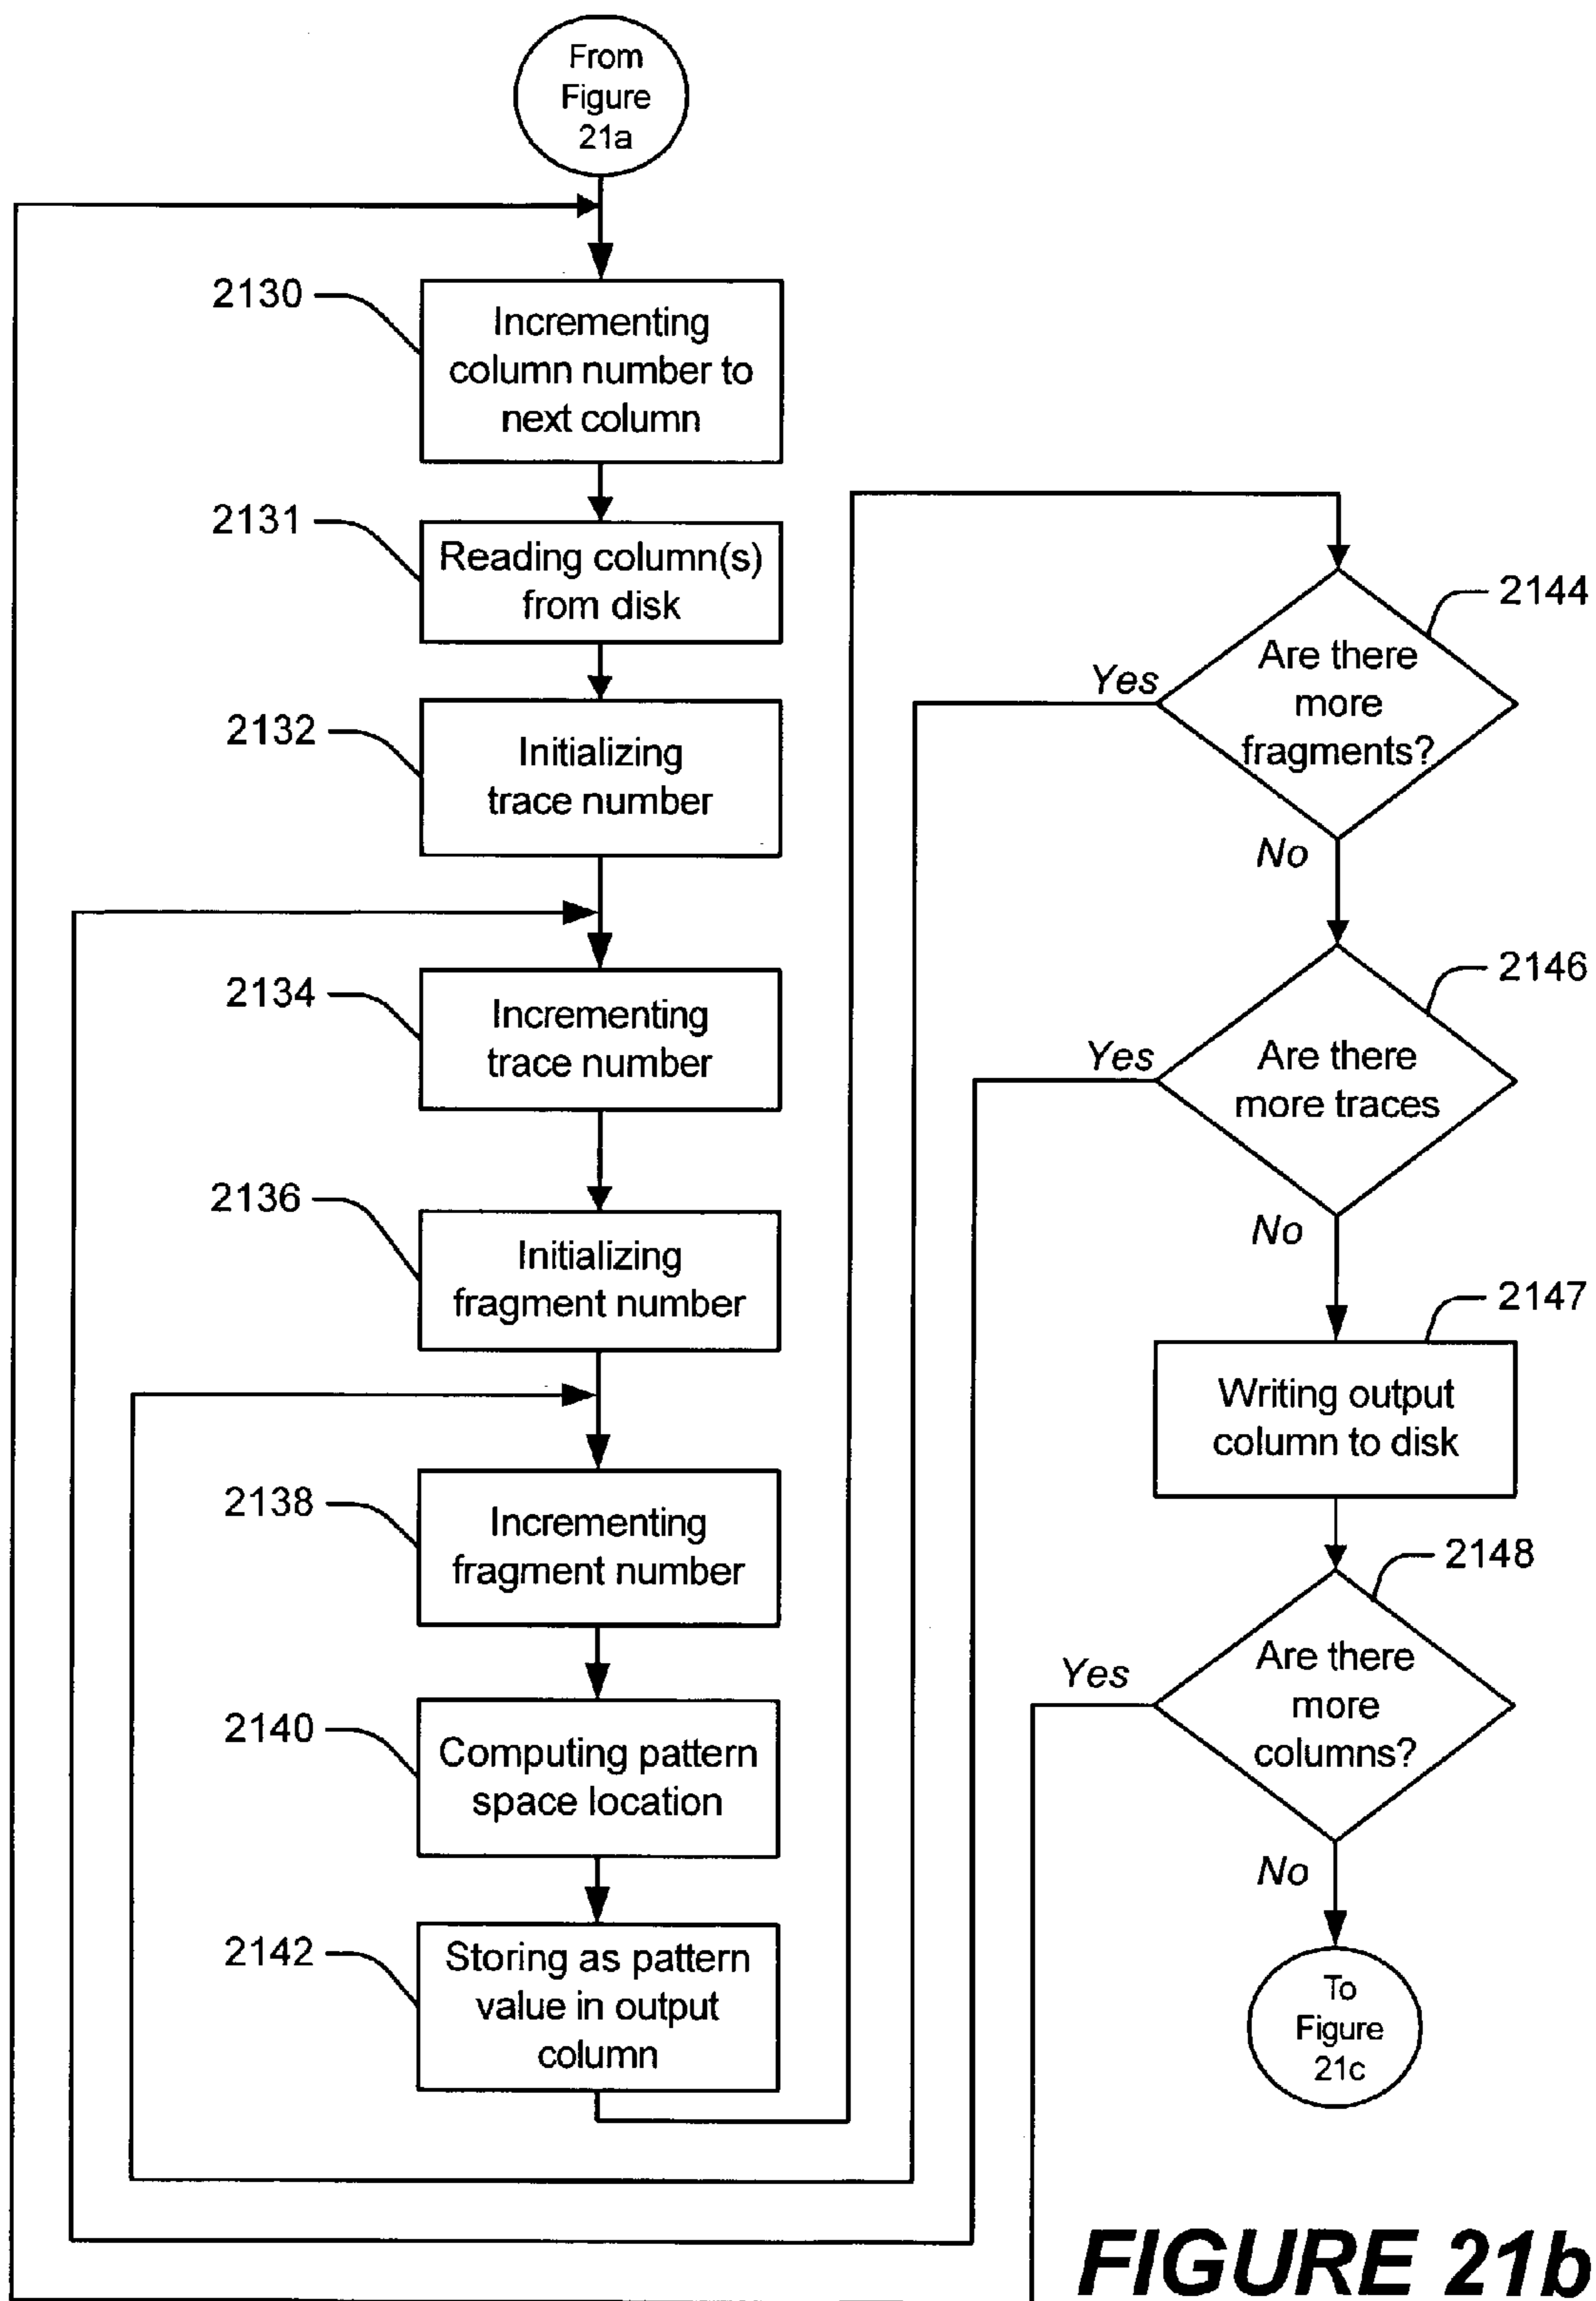 From
Figure
21a
2130
Incrementing
column number to
next column
2131
Reading column(s)
from disk
2132
Initializing
trace number
2134
Incrementing
trace number
2136
Initializing
fragment number
2138
Incrementing
fragment number
2140
Computing pattern
space location
2142
Storing as pattern
value in output
column
2144
Are there
more
fragments?
Yes
No
2146
Are there
more traces
Yes
No
2147
Writing output
column to disk
2148
Are there
more
columns?
Yes
No
To
Figure
21c
FIGURE 21b